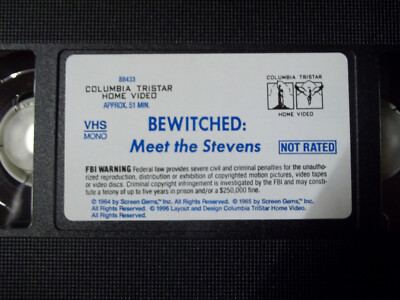 88433
COLUMBIA TRISTAR
HOME VIDEO
APPROX. 51 MIN.
COLUMBIA TRISTAR
HOME VIDEO
VHS
MONO
BEWITCHED:
Meet the Stevens
NOT RATED
FBI WARNING Federal law provides severe civil and criminal penalties for the unautho-
rized reproduction, distribution or exhibition of copyrighted motion pictures, video tapes
or video discs. Criminal copyright infringement is investigated by the FBI and may consti-
tute a felony of up to five years in prison and/or a $250,000 fine.
© 1964 by Screen Gems, Inc. All Rights Reserved. © 1965 by Screen Gems, Inc.
All Rights Reserved. © 1996 Layout and Design Columbia TriStar Home Video.
All Rights Reserved.